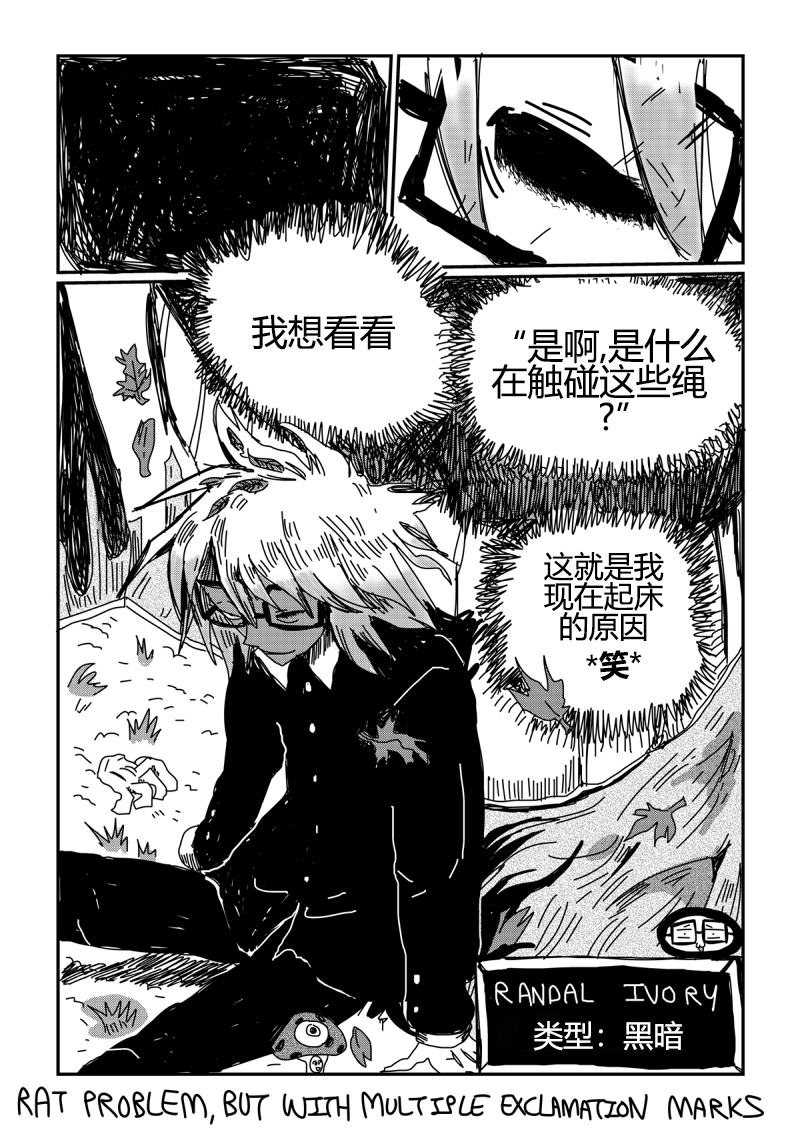 我想看看
“是啊,是什么
在触碰这些绳
?”
这就是我
现在起床
的原因
*笑*
RANDAL IVORY
类型：黑暗
RAT PROBLEM, BUT WITH MULTIPLE EXCLAMATION MARKS